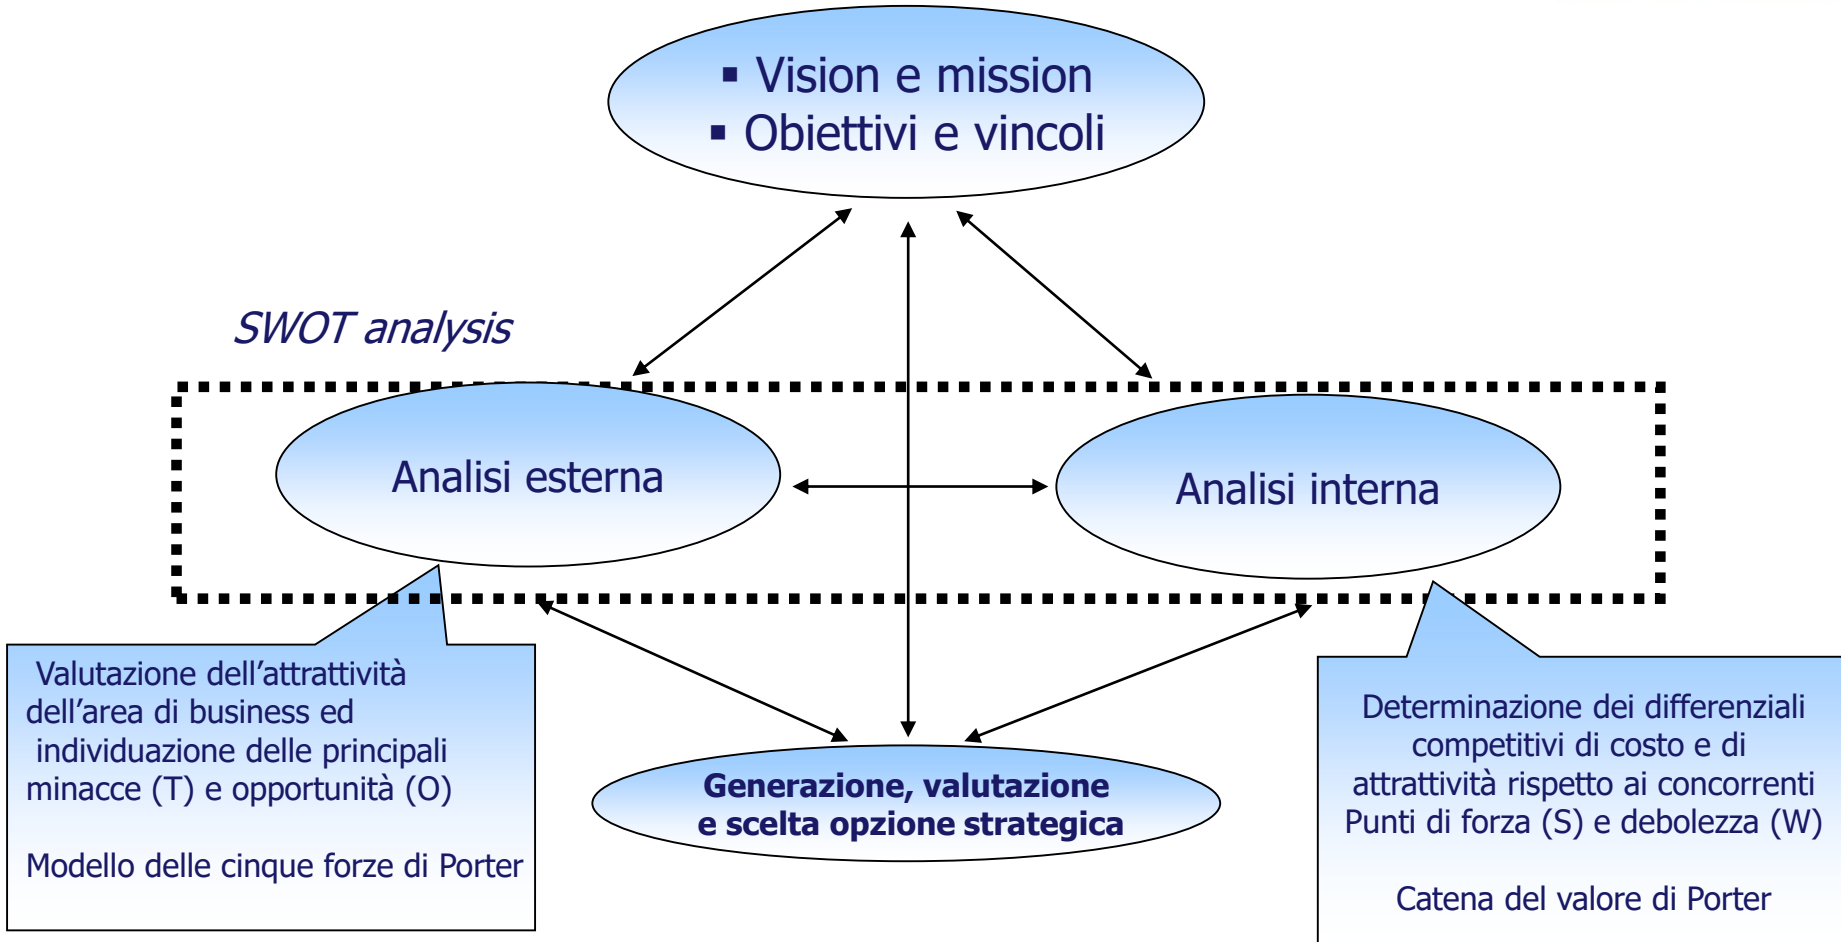 ▪ Vision e mission
▪ Obiettivi e vincoli
SWOT analysis
Analisi esterna
Analisi interna
Valutazione dell’attrattività
dell’area di business ed
individuazione delle principali
minacce (T) e opportunità (O)
Modello delle cinque forze di Porter
Generazione, valutazione
e scelta opzione strategica
Determinazione dei differenziali
competitivi di costo e di
attrattività rispetto ai concorrenti
Punti di forza (S) e debolezza (W)
Catena del valore di Porter